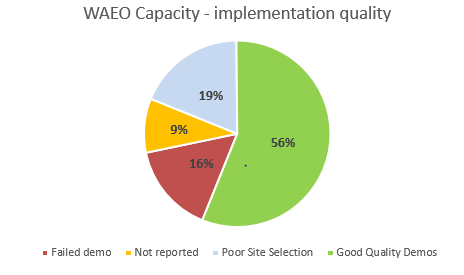 WAEO Capacity - implementation quality
19%
9%
56%
16%
Failed demo Not reported Poor Site Selection Good Quality Demos